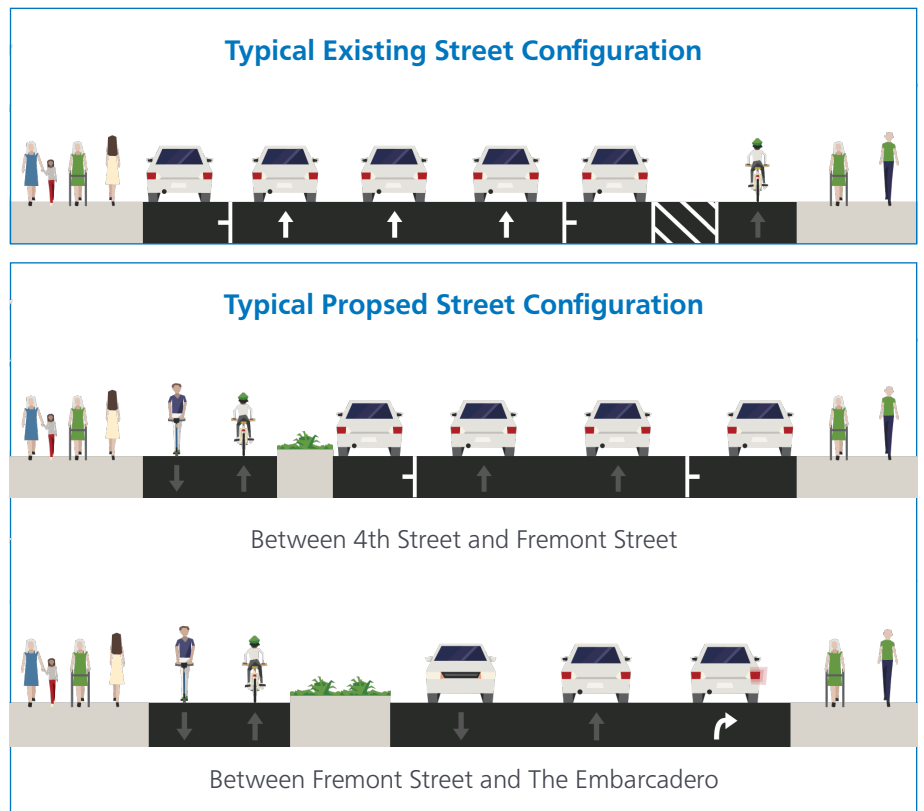 Typical Existing Street Configuration
Typical Propsed Street Configuration
Between 4th Street and Fremont Street
Between Fremont Street and The Embarcadero